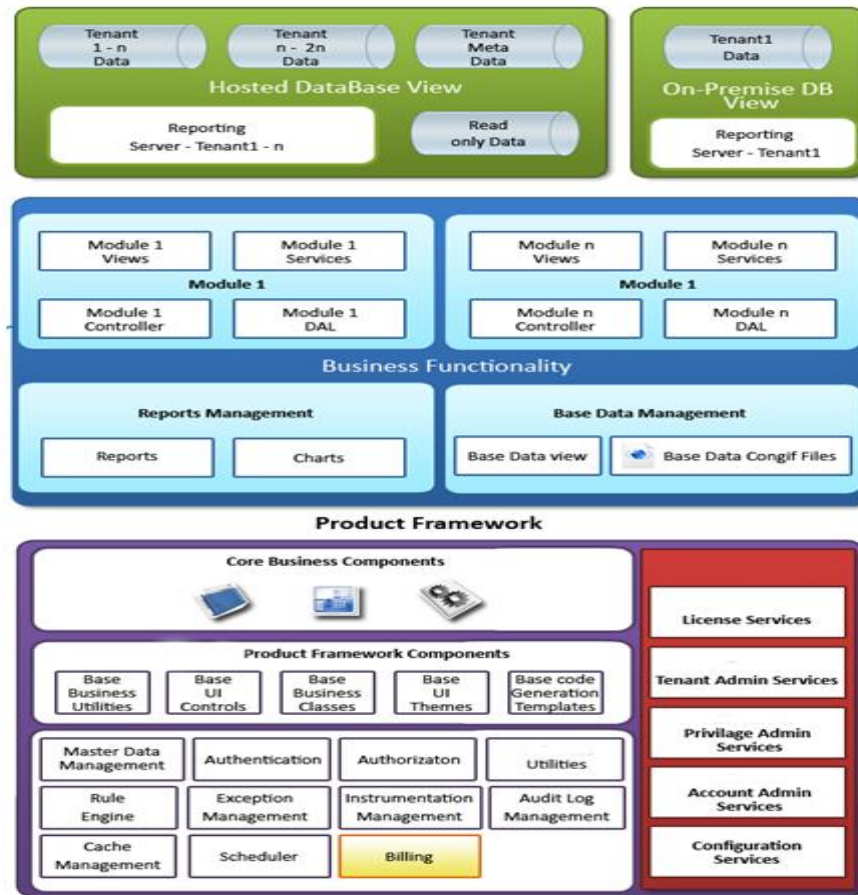 Tenant
1 - n
Data
Tenant
n - 2n
Data
Tenant
Meta
Data
Hosted DataBase View
Reporting
Server - Tenant1 - n
Read
only Data
Tenant1
Data
On-Premise DB
View
Reporting
Server - Tenant1
Module 1
Views
Module 1
Services
Module 1
Module 1
Controller
Module 1
DAL
Module n
Views
Module n
Services
Module 1
Module n
Controller
Module n
DAL
Business Functionality
Reports Management
Reports
Charts
Base Data Management
Base Data view
Base Data Congif Files
Product Framework
Core Business Components
Product Framework Components
Base
Business
Utilities
Base
UI
Controls
Base
Business
Classes
Base
UI
Themes
Base code
Generation
Templates
Master Data
Management
Authentication
Authorizaton
Utilities
Rule
Engine
Exception
Management
Instrumentation
Management
Audit Log
Management
Cache
Management
Scheduler
Billing
License Services
Tenant Admin Services
Privilage Admin
Services
Account Admin
Services
Configuration
Services